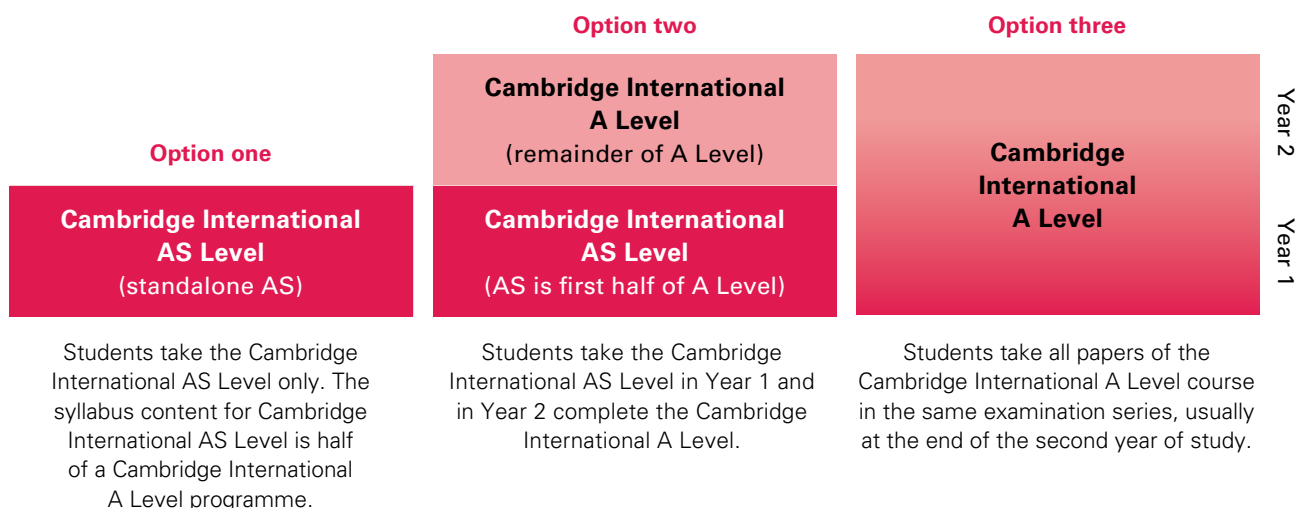 Option one
Cambridge International
AS Level
(standalone AS)
Students take the Cambridge
International AS Level only. The
syllabus content for Cambridge
International AS Level is half
of a Cambridge International
A Level programme.
Option two
Cambridge International
A Level
(remainder of A Level)
Cambridge International
AS Level
(AS is first half of A Level)
Students take the Cambridge
International AS Level in Year 1 and
in Year 2 complete the Cambridge
International A Level.
Option three
Cambridge
International
A Level
Students take all papers of the
Cambridge International A Level course
in the same examination series, usually
at the end of the second year of study.
Year 2
Year 1